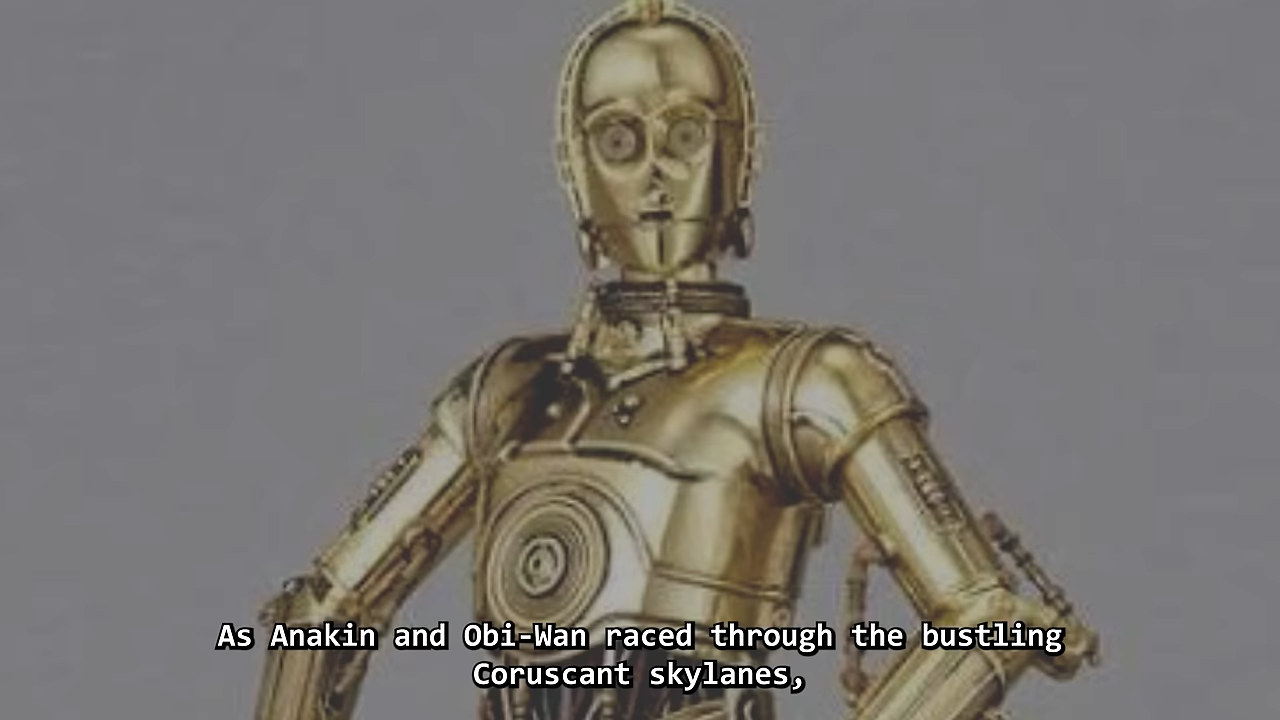 As Anakin and Obi-Wan raced through the bustling
Coruscant skylanes,